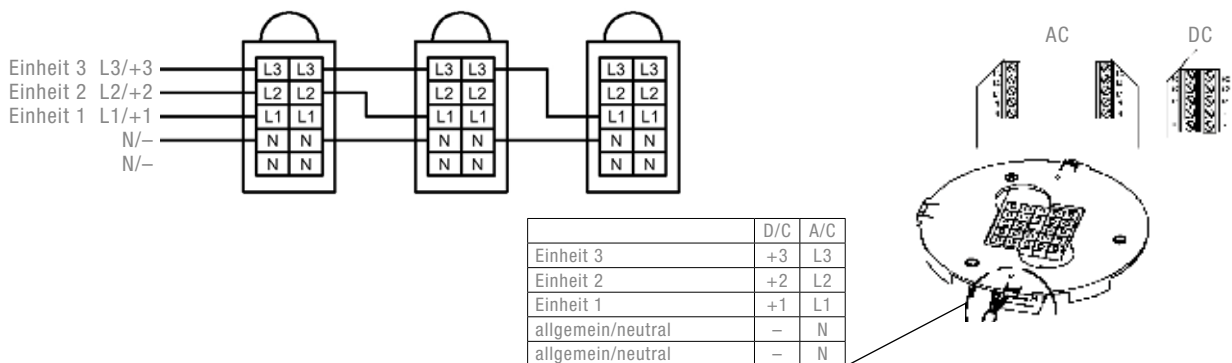 AC DC
Einheit 3 L3/+3
Einheit 2 L2/+2
Einheit 1 L1/+1
N/–
N/–
L3 L3 L3 L3 L3 L3
L2 L2 L2 L2 L2 L2
L1 L1 L1 L1 L1 L1
N N N N N N
N N N N N N
D/C A/C
Einheit 3 +3 L3
Einheit 2 +2 L2
Einheit 1 +1 L1
allgemein/neutral – N
allgemein/neutral – N